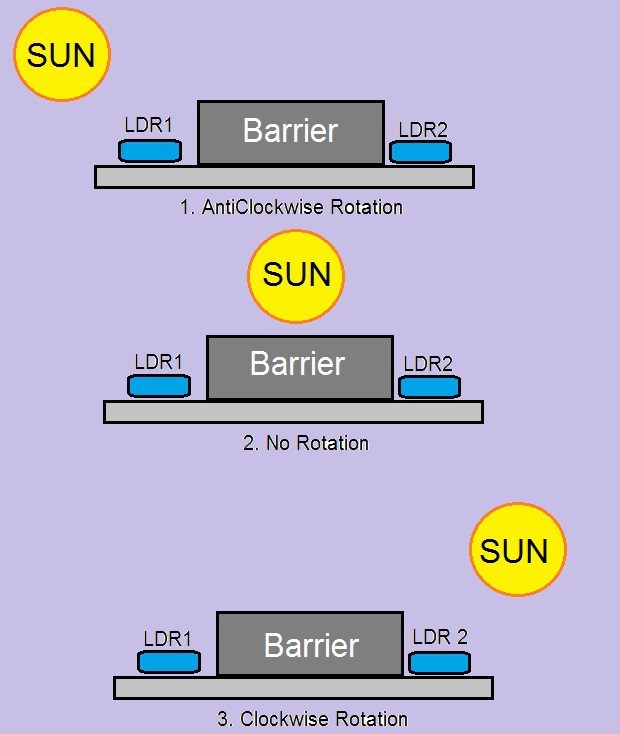 SUN
LDR1
Barrier
LDR2
1. AntiClockwise Rotation
SUN
LDR1
Barrier
LDR2
2. No Rotation
SUN
LDR1
Barrier
LDR 2
3. Clockwise Rotation